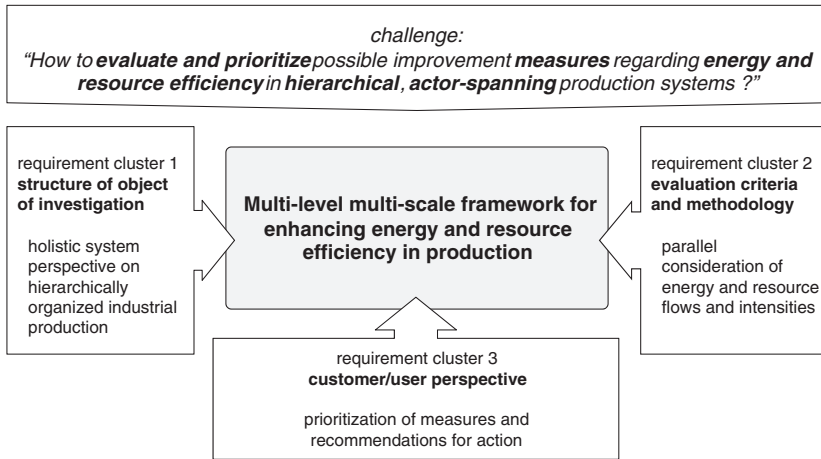 challenge:
"How to evaluate and prioritize possible improvement measures regarding energy and
resource efficiency in hierarchical, actor-spanning production systems ?"
requirement cluster 1
structure of object
of investigation
holistic system
perspective on
hierarchically
organized industrial
production
Multi-level multi-scale framework for
enhancing energy and resource
efficiency in production
requirement cluster 2
evaluation criteria
and methodology
parallel
consideration of
energy and resource
flows and intensities
requirement cluster 3
customer/user perspective
prioritization of measures and
recommendations for action